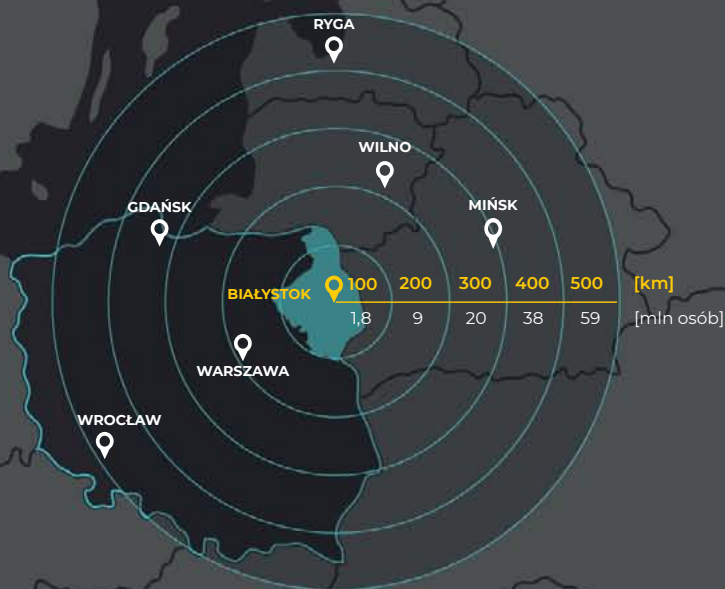 RYGA
WILNO
GDAŃSK
MIŃSK
BIAŁYSTOK
100 200 300 400 500 [km]
1,8 9 20 38 59 [mln osób]
WARSZAWA
WROCŁAW